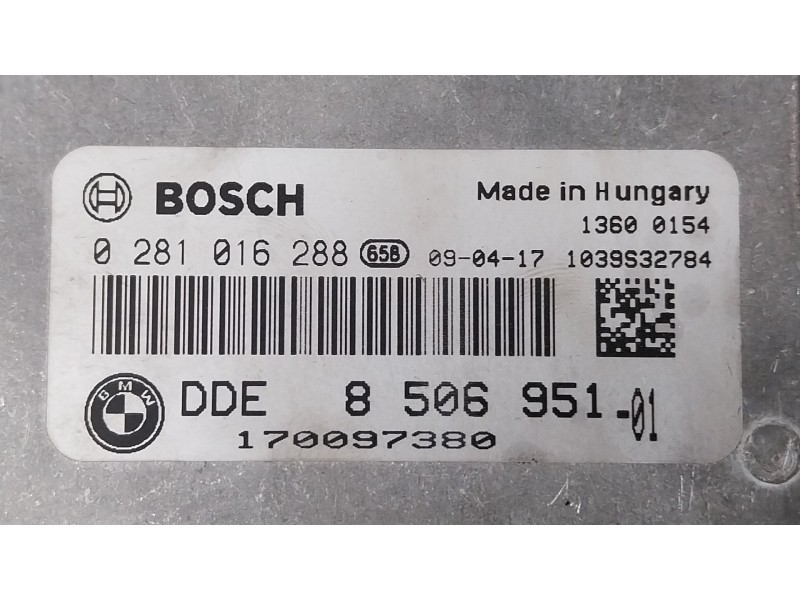 BOSCH Made in Hungary
1360 0154
0 281 016 288 65B 09-04-17 1039S32784
BMW DDE 8 506 951-01
170097380